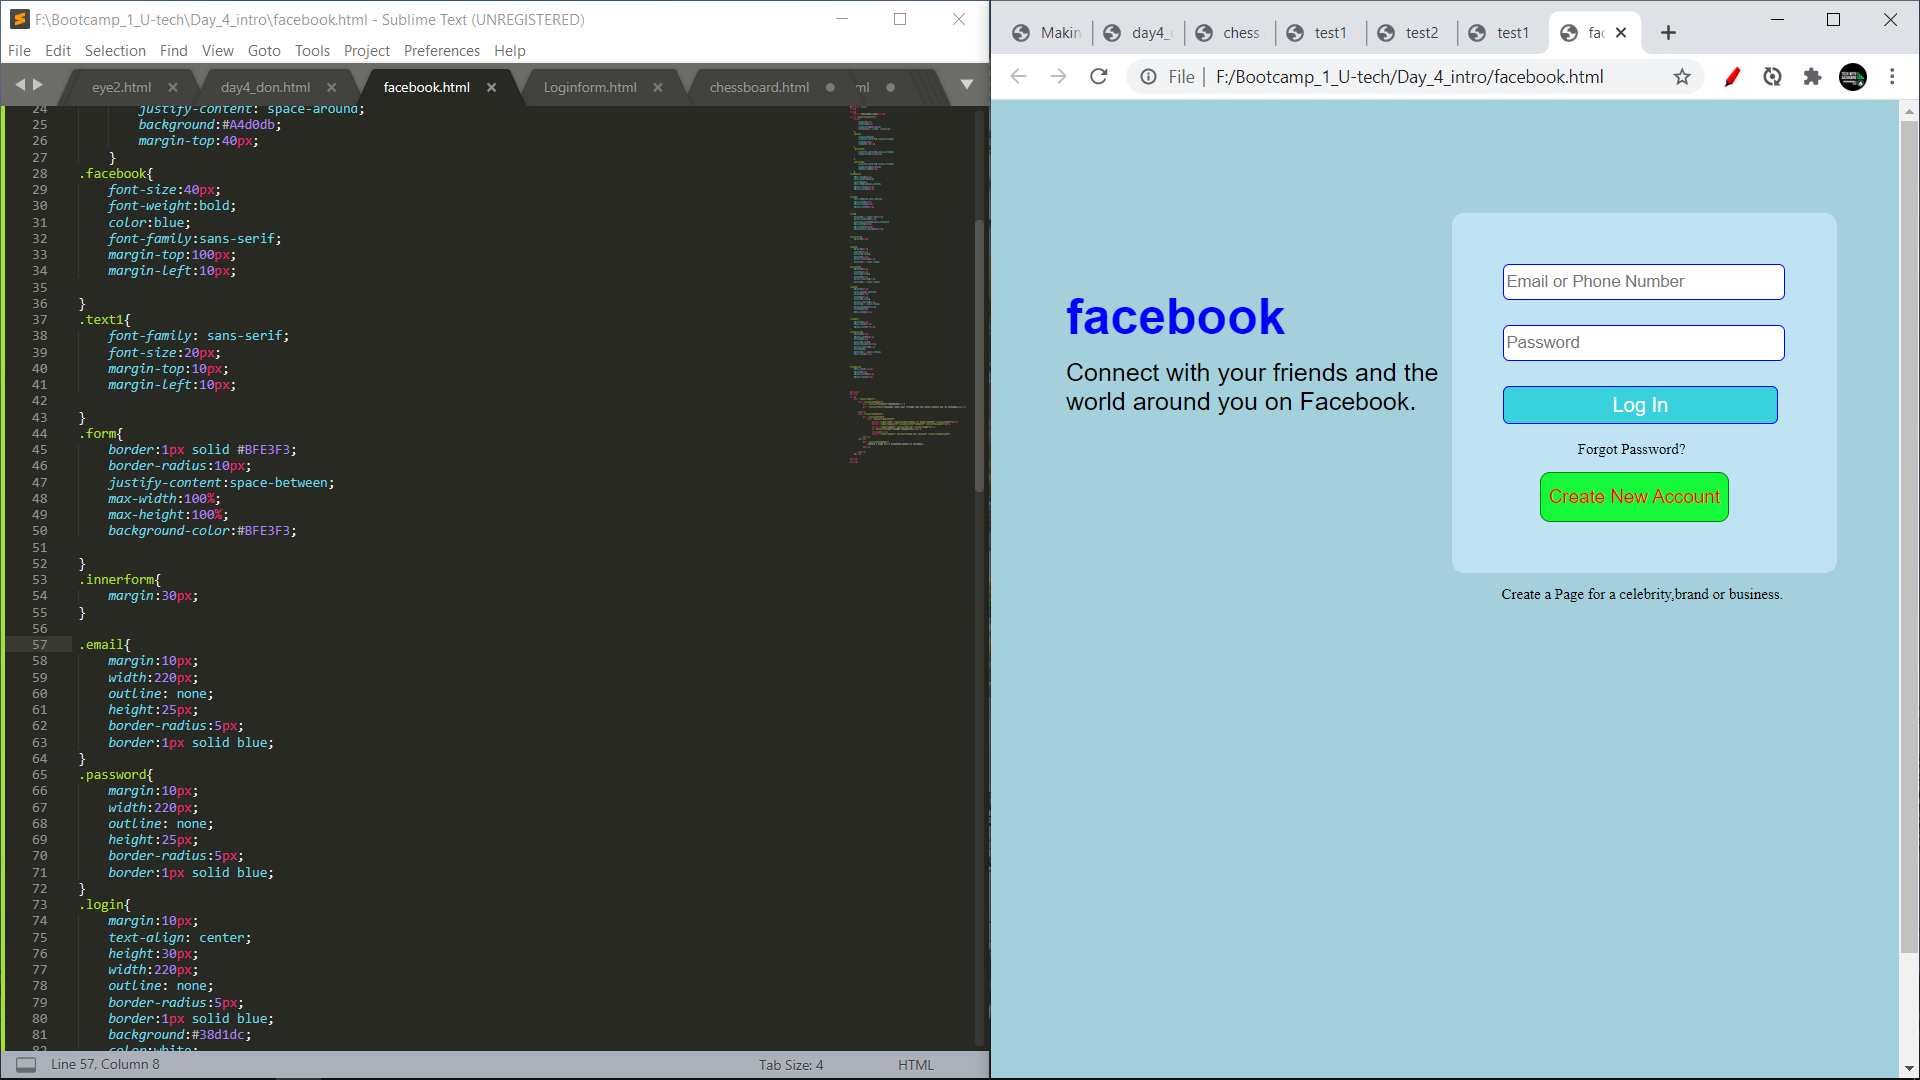 F:\Bootcamp_1_U-tech\Day_4_intro\facebook.html - Sublime Text (UNREGISTERED)
File Edit Selection Find View Goto Tools Project Preferences Help
eye2.html day4_don.html facebook.html Loginform.html chessboard.html ml
24 justify-content: space-around;
25 background:#A4d0db;
26 margin-top:40px;
27 }
28 .facebook{
29 font-size:40px;
30 font-weight:bold;
31 color:blue;
32 font-family:sans-serif;
33 margin-top:100px;
34 margin-left:10px;
35
36 }
37 .text1{
38 font-family: sans-serif;
39 font-size:20px;
40 margin-top:10px;
41 margin-left:10px;
42
43 }
44 .form{
45 border:1px solid #BFE3F3;
46 border-radius:10px;
47 justify-content:space-between;
48 max-width:100%;
49 max-height:100%;
50 background-color:#BFE3F3;
51
52 }
53 .innerform{
54 margin:30px;
55 }
56
57 .email{
58 margin:10px;
59 width:220px;
60 outline: none;
61 height:25px;
62 border-radius:5px;
63 border:1px solid blue;
64 }
65 .password{
66 margin:10px;
67 width:220px;
68 outline: none;
69 height:25px;
70 border-radius:5px;
71 border:1px solid blue;
72 }
73 .login{
74 margin:10px;
75 text-align: center;
76 height:30px;
77 width:220px;
78 outline: none;
79 border-radius:5px;
80 border:1px solid blue;
81 background:#38d1dc;
82 color:white;
Line 57, Column 8 Tab Size: 4 HTML
Makin day4_ chess test1 test2 test1 fac
File F:/Bootcamp_1_U-tech/Day_4_intro/facebook.html
facebook
Connect with your friends and the
world around you on Facebook.
Email or Phone Number
Password
Log In
Forgot Password?
Create New Account
Create a Page for a celebrity,brand or business.